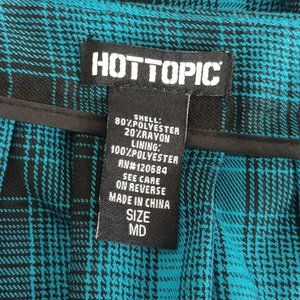 HOTTOPIC
SHELL:
80%POLYESTER
20%RAYON
LINING:
100%POLYESTER
RN#120684
SEE CARE
ON REVERSE
MADE IN CHINA
SIZE
MD